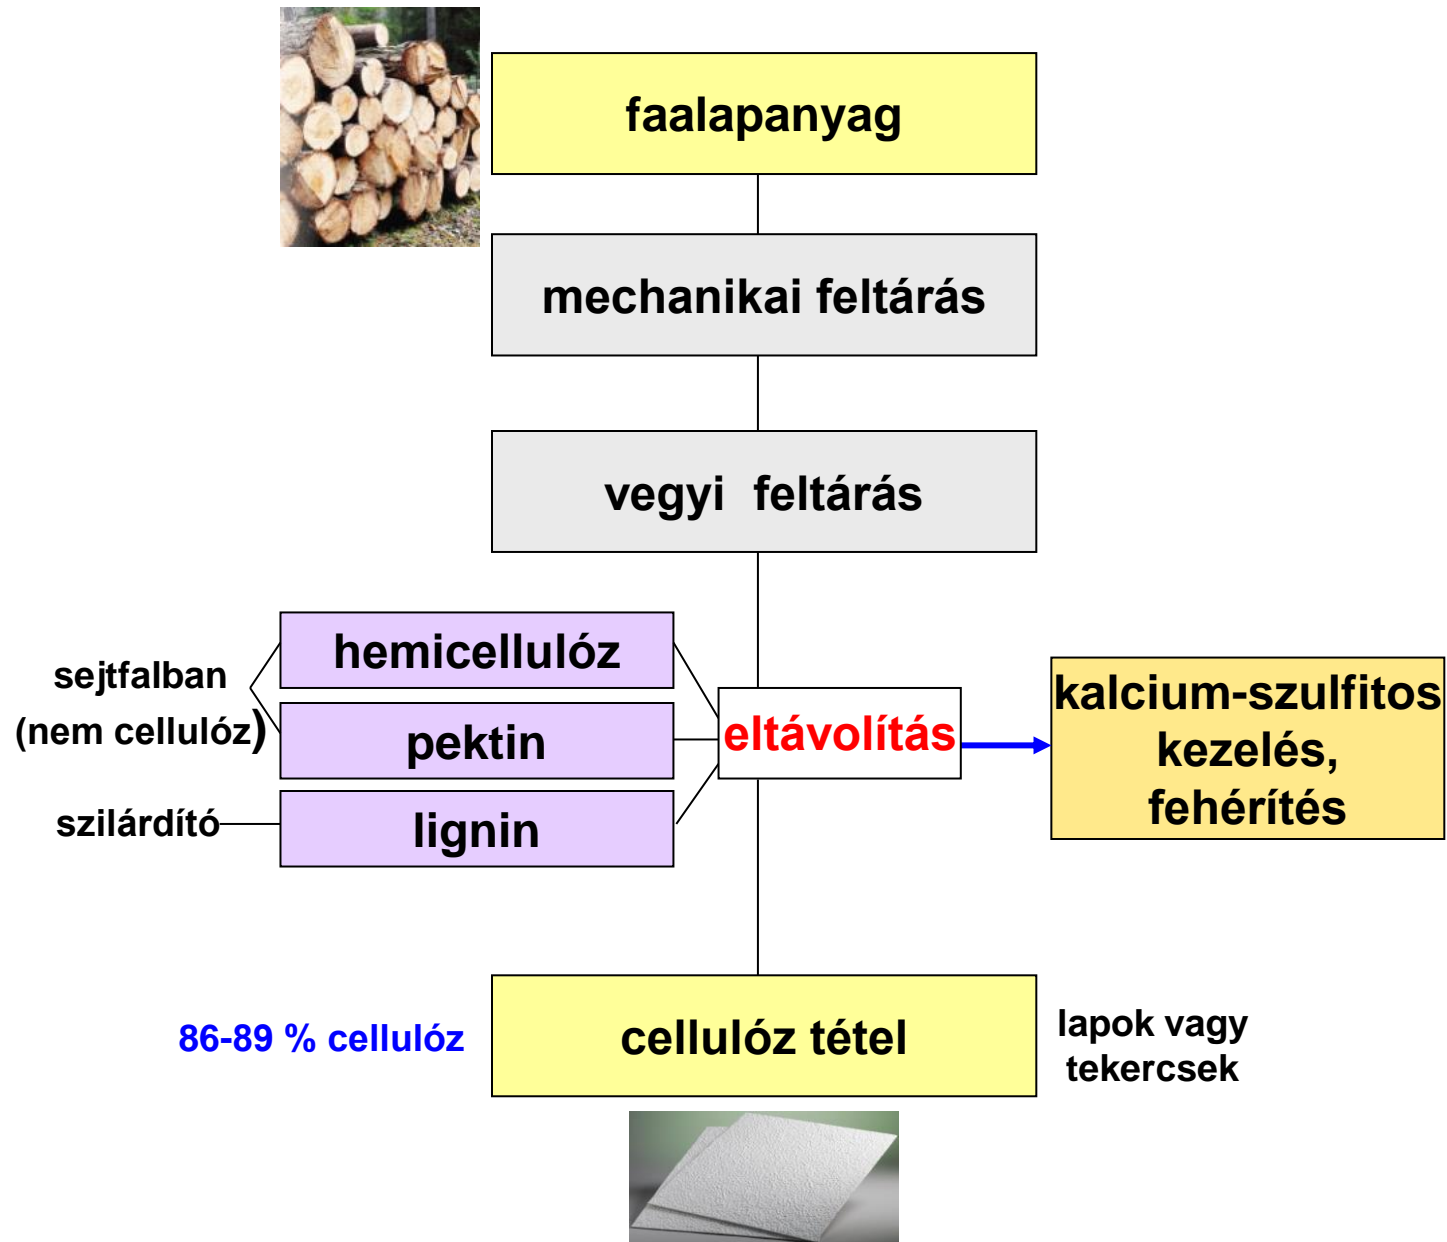 faalapanyag
mechanikai feltárás
vegyi feltárás
hemicellulóz
sejtfalban
(nem cellulóz)
pektin
eltávolítás
kalcium-szulfitos
kezelés,
fehérítés
szilárdító
lignin
86-89 % cellulóz
cellulóz tétel
lapok vagy
tekercsek